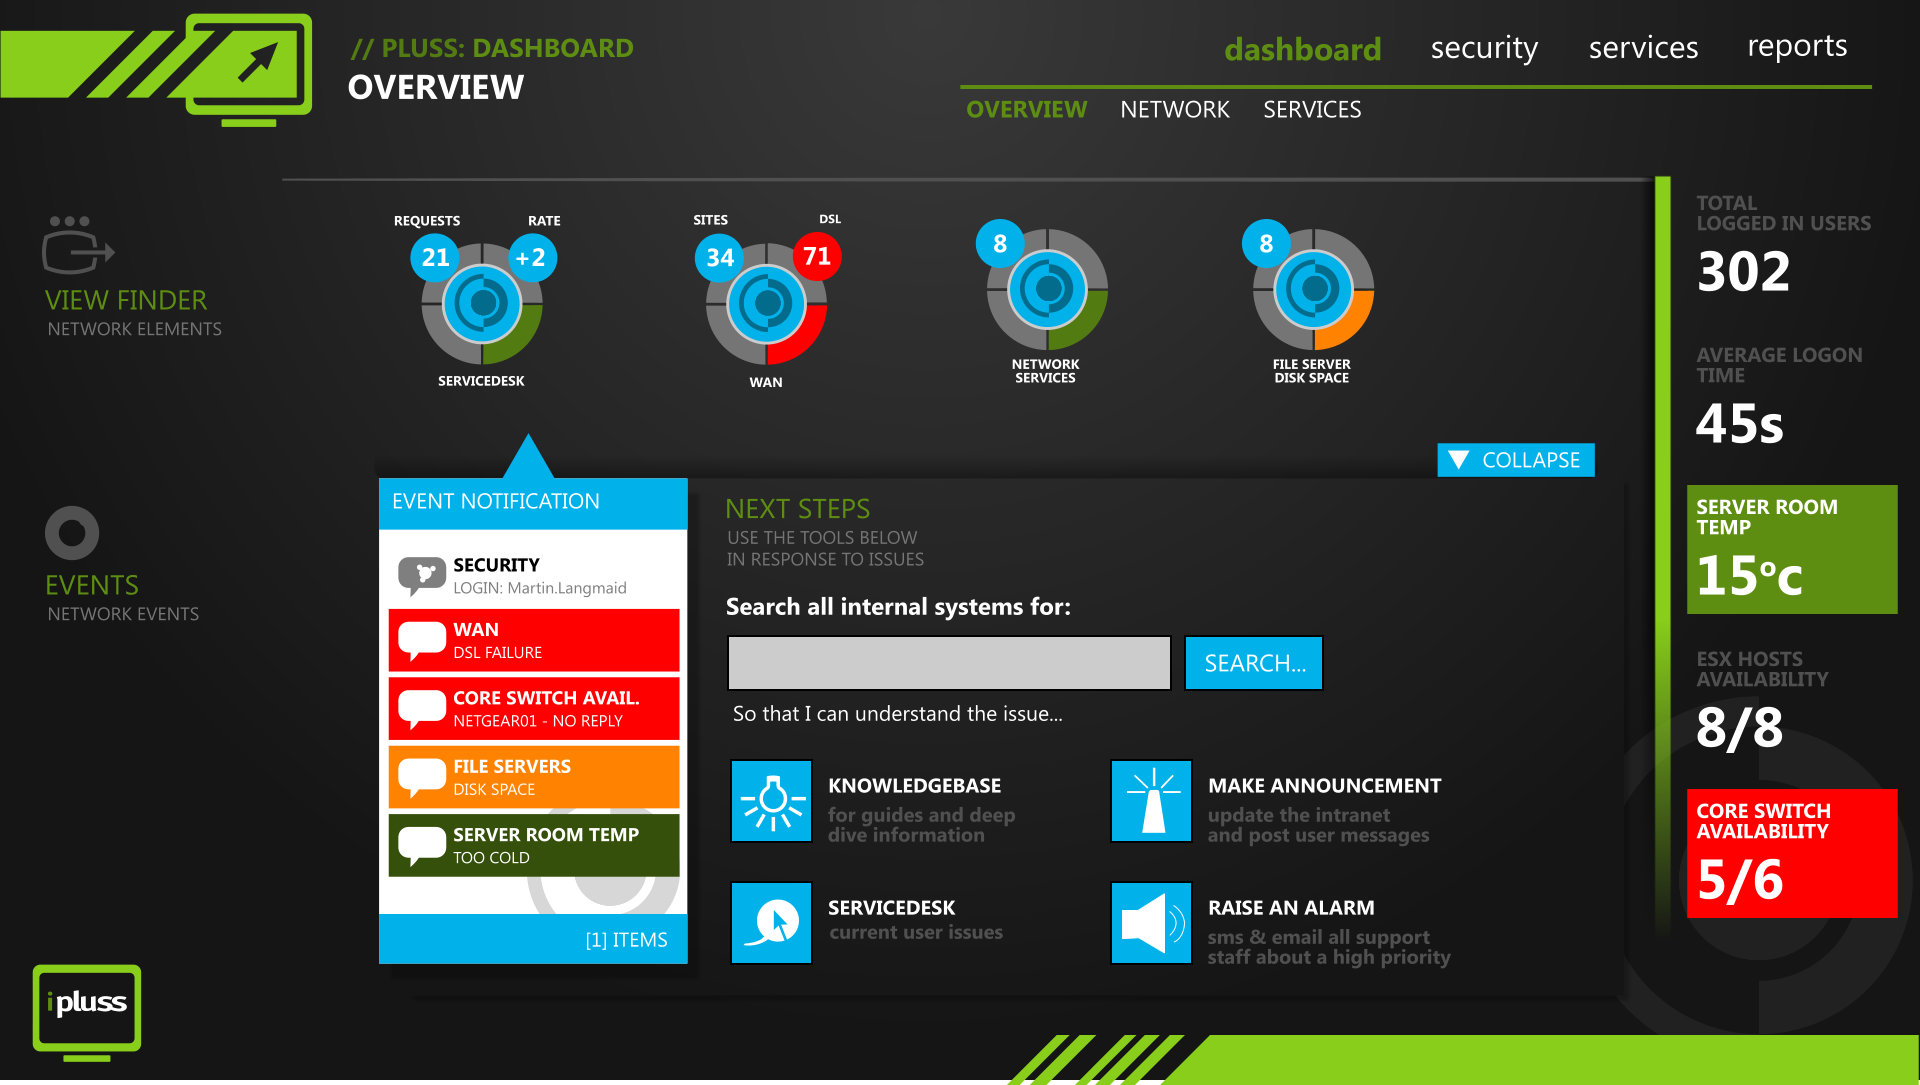 // PLUSS: DASHBOARD
OVERVIEW
dashboard security services reports
OVERVIEW NETWORK SERVICES
VIEW FINDER
NETWORK ELEMENTS
EVENTS
NETWORK EVENTS
REQUESTS RATE
21 +2
SERVICEDESK
SITES DSL
34 71
WAN
8
NETWORK
SERVICES
8
FILE SERVER
DISK SPACE
COLLAPSE
EVENT NOTIFICATION
SECURITY
LOGIN: Martin.Langmaid
WAN
DSL FAILURE
CORE SWITCH AVAIL.
NETGEAR01 - NO REPLY
FILE SERVERS
DISK SPACE
SERVER ROOM TEMP
TOO COLD
[1] ITEMS
NEXT STEPS
USE THE TOOLS BELOW
IN RESPONSE TO ISSUES
Search all internal systems for:
SEARCH...
So that I can understand the issue...
KNOWLEDGEBASE
for guides and deep
dive information
MAKE ANNOUNCEMENT
update the intranet
and post user messages
SERVICEDESK
current user issues
RAISE AN ALARM
sms & email all support
staff about a high priority
TOTAL
LOGGED IN USERS
302
AVERAGE LOGON
TIME
45s
SERVER ROOM
TEMP
15ºc
ESX HOSTS
AVAILABILITY
8/8
CORE SWITCH
AVAILABILITY
5/6
ipluss